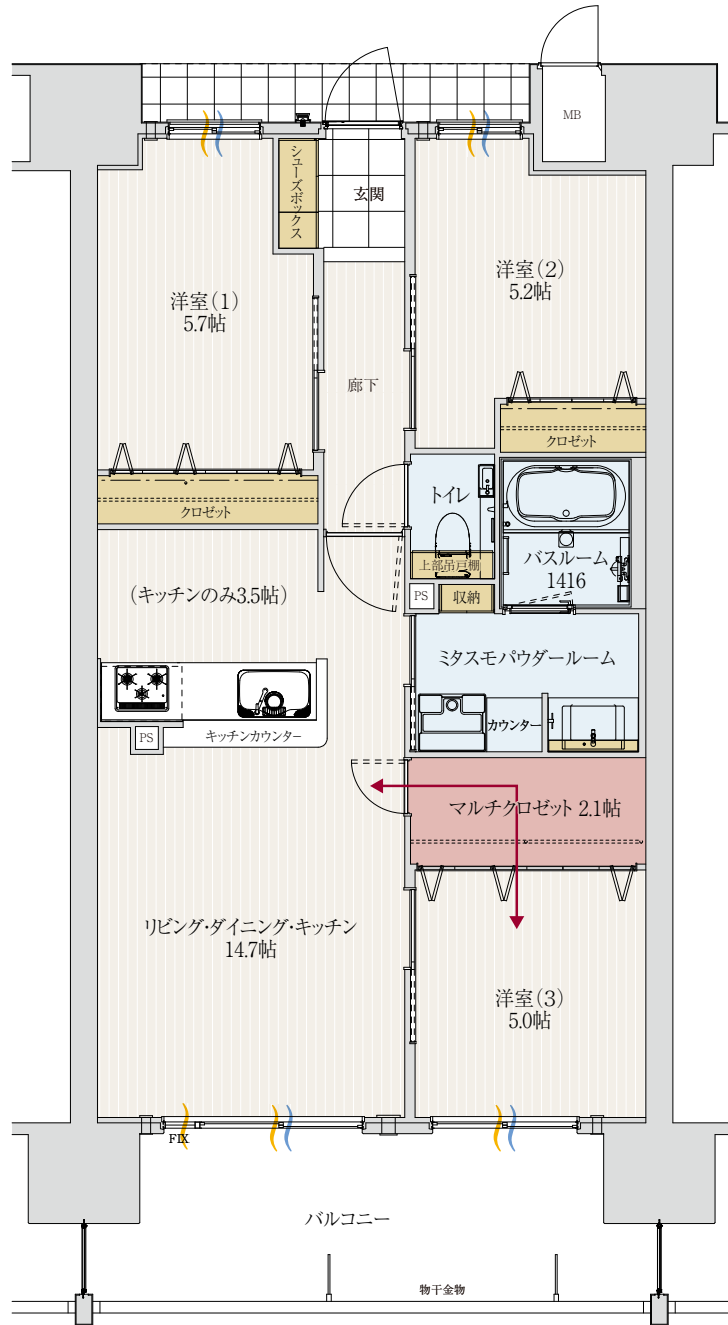 MB
シューズボックス
玄関
洋室(1)
5.7帖
洋室(2)
5.2帖
廊下
クロゼット
クロゼット
トイレ
上部吊戸棚
バスルーム
1416
PS
収納
(キッチンのみ3.5帖)
ミタスモパウダールーム
カウンター
PS
キッチンカウンター
マルチクロゼット 2.1帖
リビング・ダイニング・キッチン
14.7帖
洋室(3)
5.0帖
FIX
バルコニー
物干金物